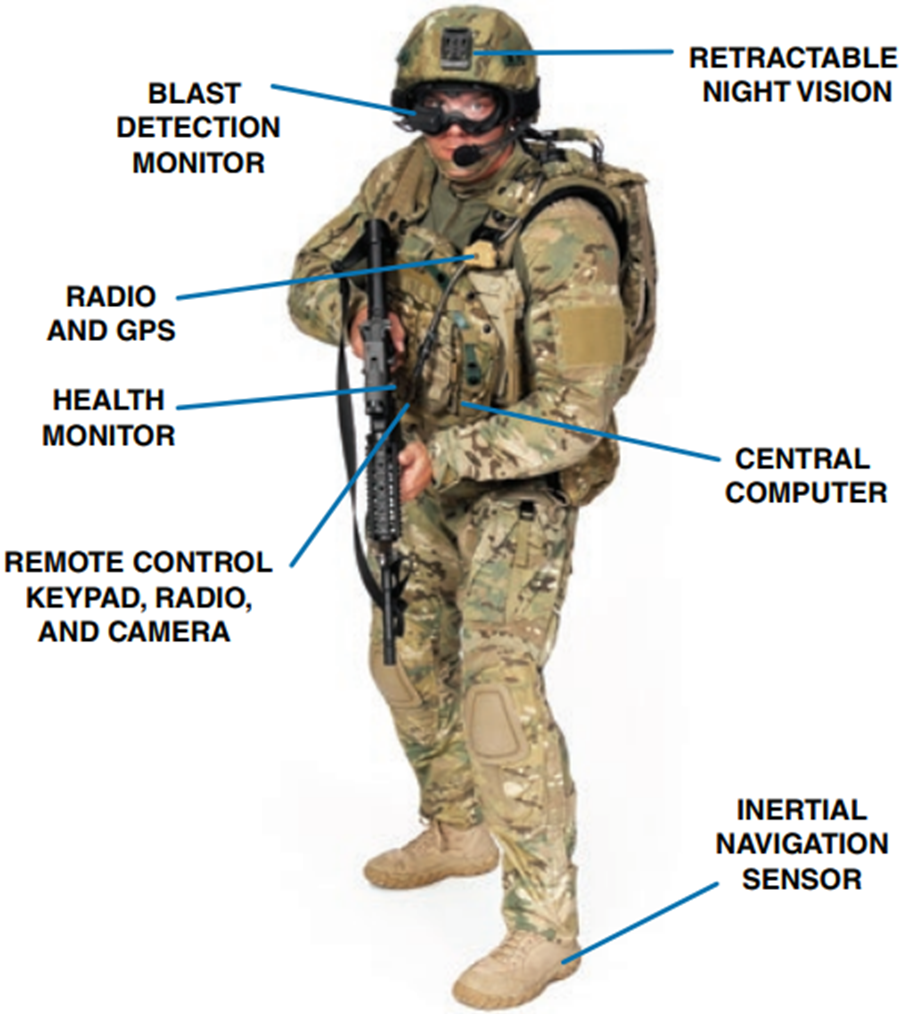 RETRACTABLE
NIGHT VISION
BLAST
DETECTION
MONITOR
RADIO
AND GPS
HEALTH
MONITOR
CENTRAL
COMPUTER
REMOTE CONTROL
KEYPAD, RADIO,
AND CAMERA
INERTIAL
NAVIGATION
SENSOR